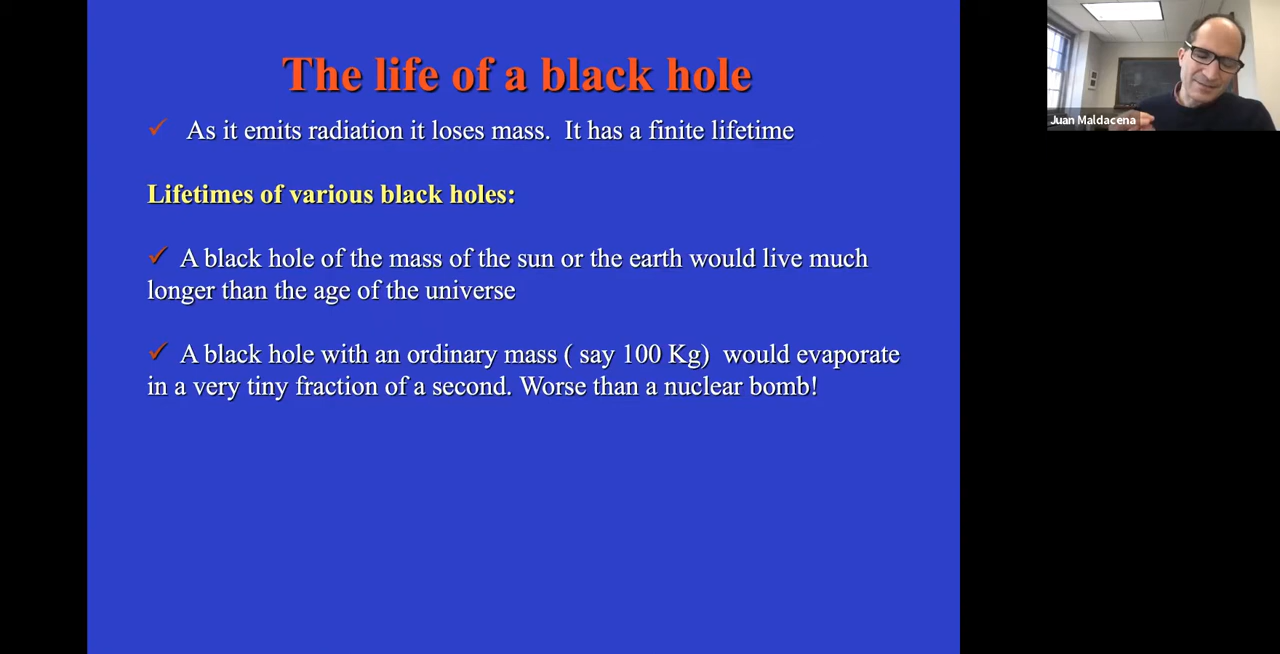 The life of a black hole
Juan Maldacena
✓ As it emits radiation it loses mass. It has a finite lifetime
Lifetimes of various black holes:
✓ A black hole of the mass of the sun or the earth would live much
longer than the age of the universe
✓ A black hole with an ordinary mass ( say 100 Kg) would evaporate
in a very tiny fraction of a second. Worse than a nuclear bomb!